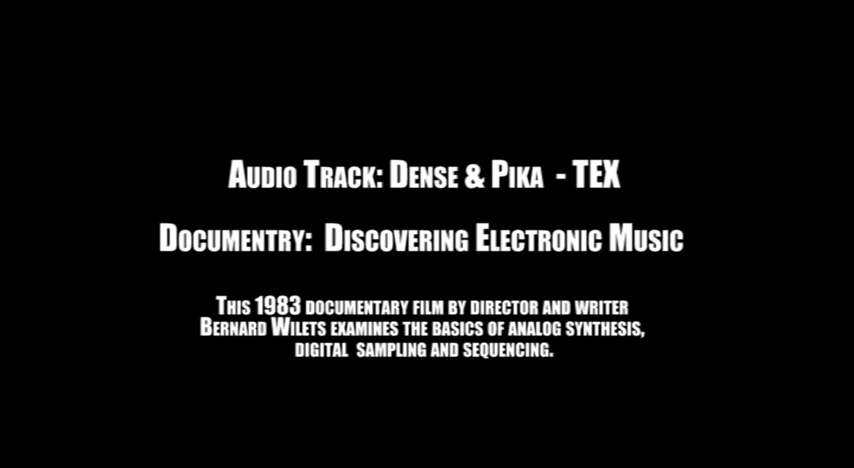 Audio Track: Dense & Pika - TEX
Documentry: Discovering Electronic Music
This 1983 documentary film by director and writer
Bernard Wilets examines the basics of analog synthesis,
digital sampling and sequencing.